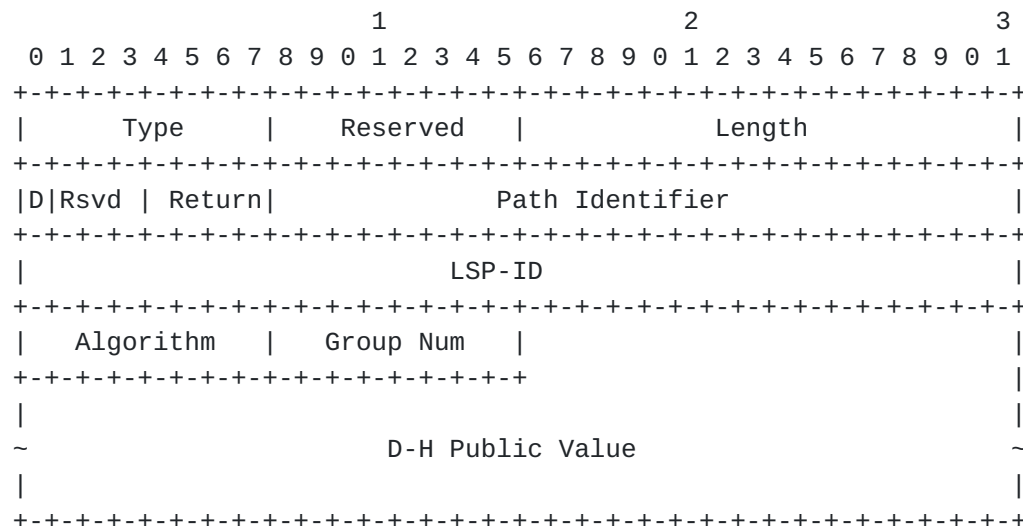 1                   2                   3
 0 1 2 3 4 5 6 7 8 9 0 1 2 3 4 5 6 7 8 9 0 1 2 3 4 5 6 7 8 9 0 1
+-+-+-+-+-+-+-+-+-+-+-+-+-+-+-+-+-+-+-+-+-+-+-+-+-+-+-+-+-+-+-+-+
|      Type     |    Reserved   |            Length             |
+-+-+-+-+-+-+-+-+-+-+-+-+-+-+-+-+-+-+-+-+-+-+-+-+-+-+-+-+-+-+-+-+
|D|Rsvd | Return|              Path Identifier                  |
+-+-+-+-+-+-+-+-+-+-+-+-+-+-+-+-+-+-+-+-+-+-+-+-+-+-+-+-+-+-+-+-+
|                           LSP-ID                              |
+-+-+-+-+-+-+-+-+-+-+-+-+-+-+-+-+-+-+-+-+-+-+-+-+-+-+-+-+-+-+-+-+
|   Algorithm   |   Group Num   |                               |
+-+-+-+-+-+-+-+-+-+-+-+-+-+-+-+-+                               |
|                                                               |
~                       D-H Public Value                        ~
|                                                               |
+-+-+-+-+-+-+-+-+-+-+-+-+-+-+-+-+-+-+-+-+-+-+-+-+-+-+-+-+-+-+-+-+